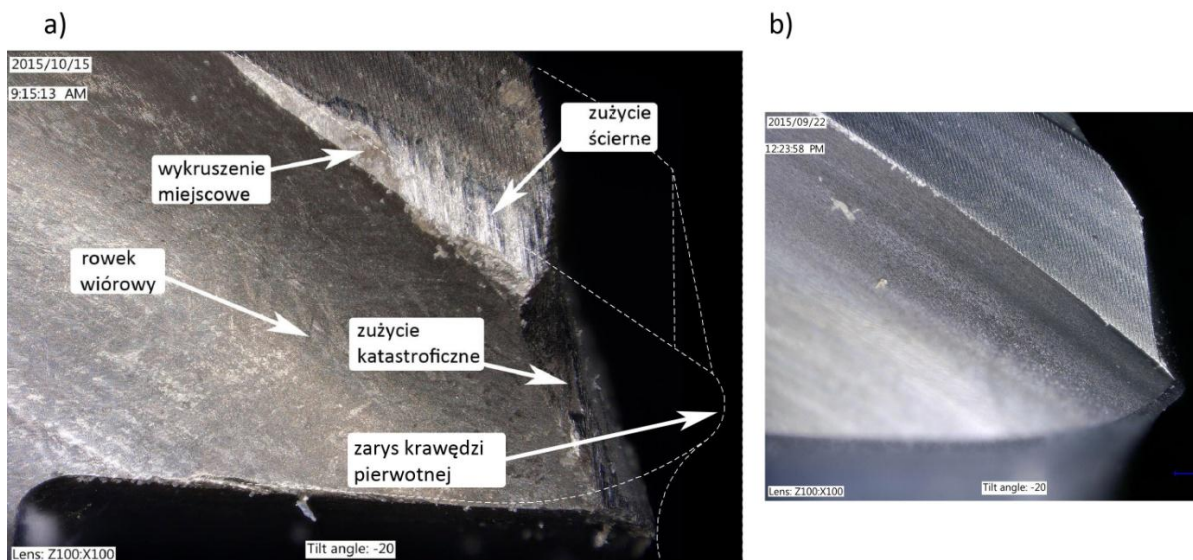 a)
2015/10/15
9:15:13 AM
zużycie
ścierne
wykruszenie
miejscowe
rowek
wiórowy
zużycie
katastroficzne
zarys krawędzi
pierwotnej
Lens: Z100:X100
Tilt angle: -20
b)
2015/09/22
12:23:58 PM
Tilt angle: -20
Lens: Z100:X100